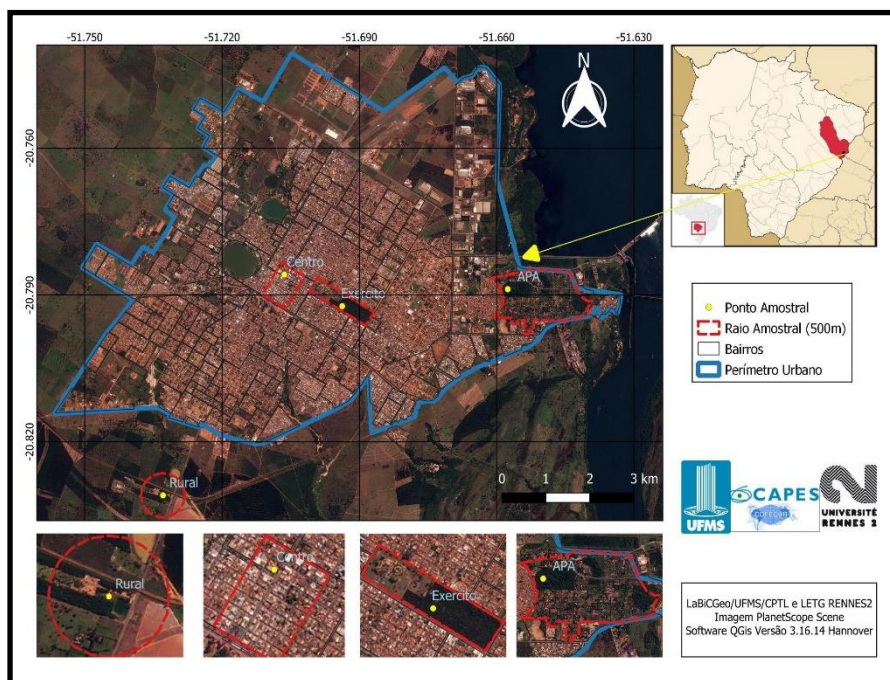 -51.750 -51.720 -51.690 -51.660 -51.630
-20.760
-20.790
-20.820
Centro
Exercito
APA
Rural
0 1 2 3 km
Ponto Amostral
Raio Amostral (500m)
Bairros
Perímetro Urbano
UFMS
CAPES
UNIVERSITÉ
RENNES 2
Rural
Centro
Exercito
APA
LaBiCGeo/UFMS/CPTL e LETG RENNES2
Imagem PlanetScope Scene
Software QGis Versão 3.16.14 Hannover